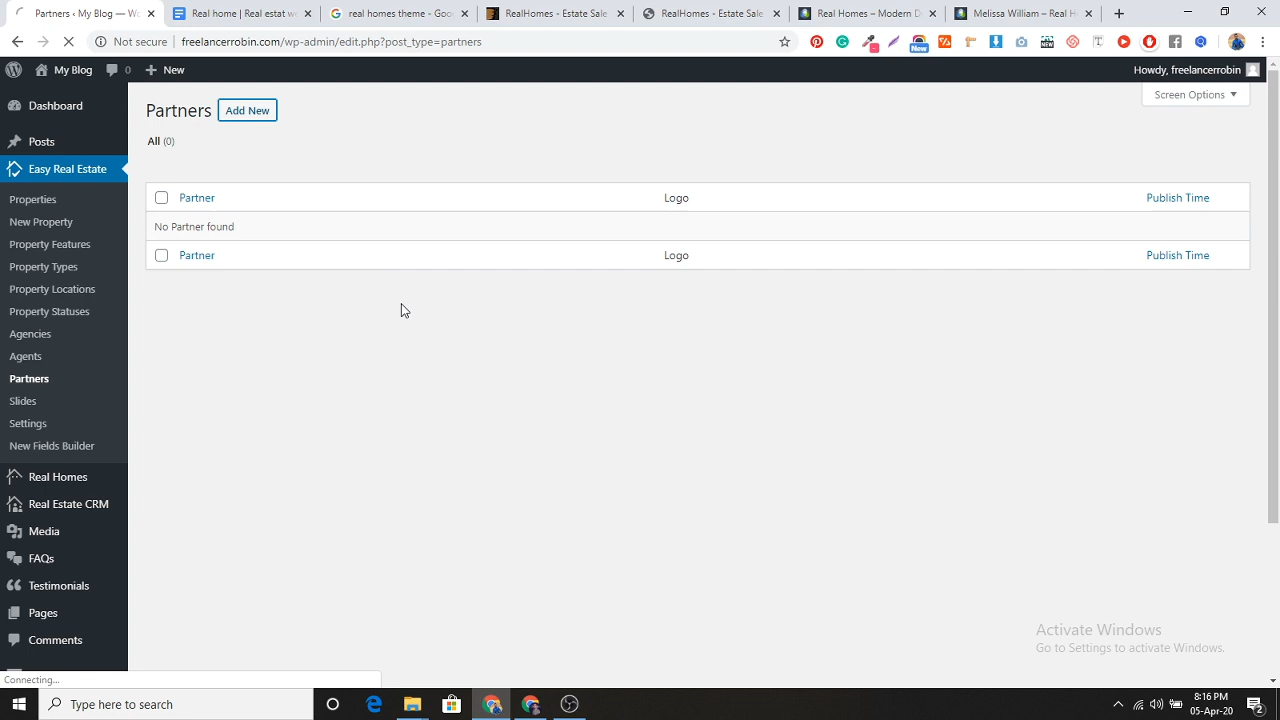 Partners ‹ My Blog — Wo
Real home | Real estat we
real homes theme - Goo
RealHomes - Estate Sale
RealHomes - Estate Sale
Real Homes – Modern D
Melissa William – Real H
Not secure
freelancerrobin.com/wp-admin/edit.php?post_type=partners
New
NEW
My Blog
0
New
Howdy, freelancerrobin
Dashboard
Posts
Easy Real Estate
Properties
New Property
Property Features
Property Types
Property Locations
Property Statuses
Agencies
Agents
Partners
Slides
Settings
New Fields Builder
Real Homes
Real Estate CRM
Media
FAQs
Testimonials
Pages
Comments
Partners
Add New
Screen Options
All (0)
Partner
Logo
Publish Time
No Partner found
Partner
Logo
Publish Time
Activate Windows
Go to Settings to activate Windows.
Connecting...
Type here to search
8:16 PM
05-Apr-20
2